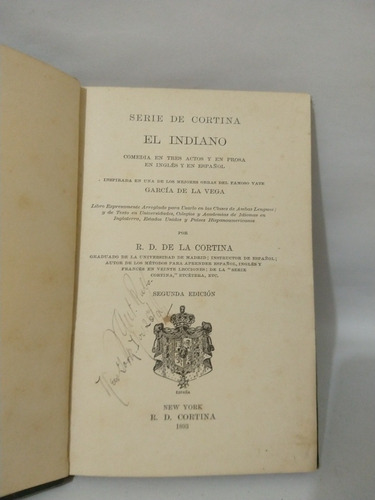 SERIE DE CORTINA
EL INDIANO
COMEDIA EN TRES ACTOS Y EN PROSA
EN INGLÉS Y EN ESPAÑOL
INSPIRADA EN UNA DE LAS MEJORES OBRAS DEL FAMOSO VATE
GARCÍA DE LA VEGA
Libro Expresamente Arreglado para Usarlo en las Clases de Ambas Lenguas;
y de Texto en Universidades, Colegios y Academias de Idiomas en
Inglaterra, Estados Unidos y Países Hispanoamericanos.
POR
R. D. DE LA CORTINA
GRADUADO DE LA UNIVERSIDAD DE MADRID; INSTRUCTOR DE ESPAÑOL;
AUTOR DE LOS MÉTODOS PARA APRENDER ESPAÑOL, INGLÉS Y
FRANCÉS EN VEINTE LECCIONES; DE LA "SERIE
CORTINA," ETCÉTERA, ETC.
SEGUNDA EDICIÓN
España
NEW YORK
R. D. CORTINA
1893